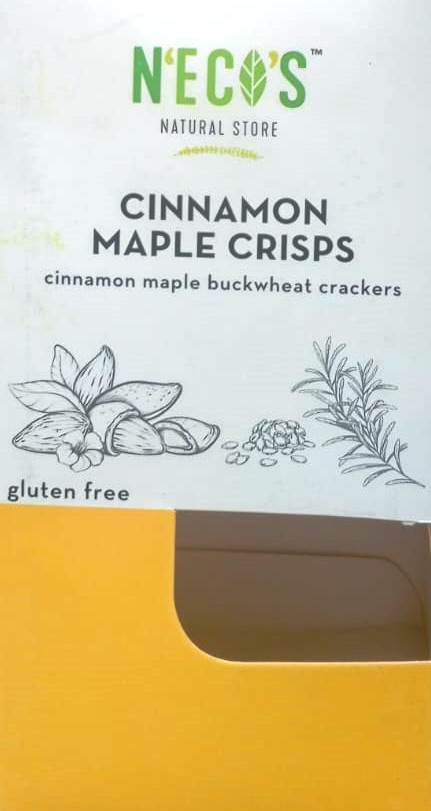 N'ECO'S™
NATURAL STORE
CINNAMON
MAPLE CRISPS
cinnamon maple buckwheat crackers
gluten free